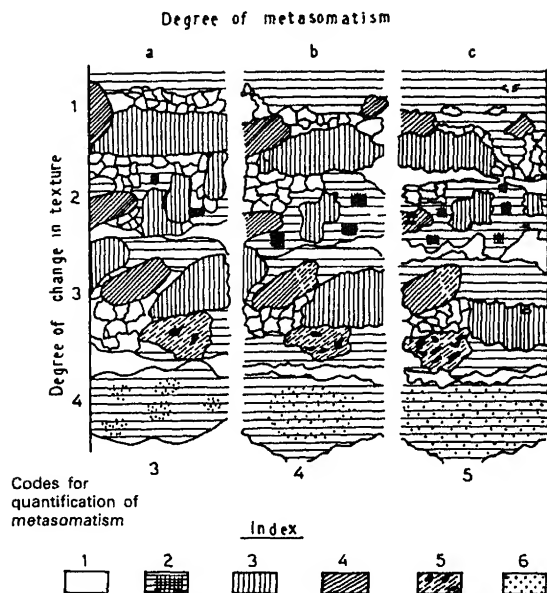 Degree of metasomatism
a b c
Degree of change in texture
1
2
3
4
3 4 5
Codes for
quantification of
metasomatism
Index
1 2 3 4 5 6